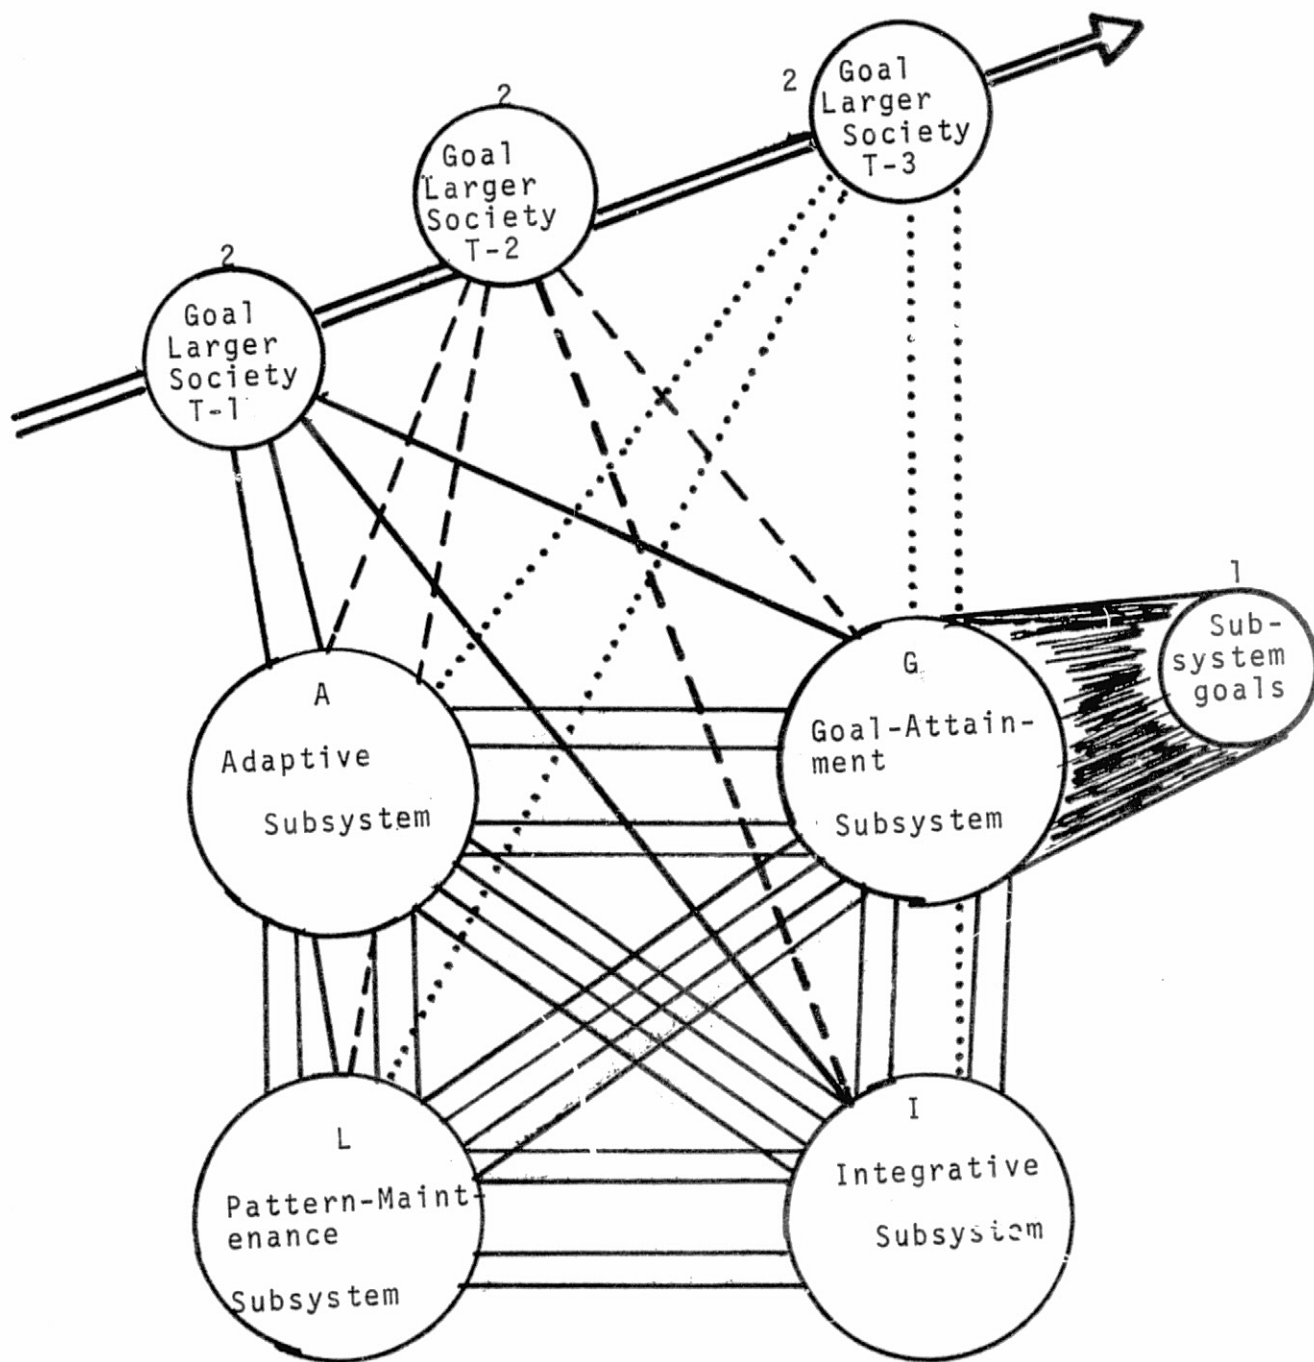 2
Goal
Larger
Society
T-3
2
Goal
Larger
Society
T-2
2
Goal
Larger
Society
T-1
1
Sub-
system
goals
A
Adaptive
Subsystem
G
Goal-Attain-
ment
Subsystem
L
Pattern-Maint-
enance
Subsystem
I
Integrative
Subsystem